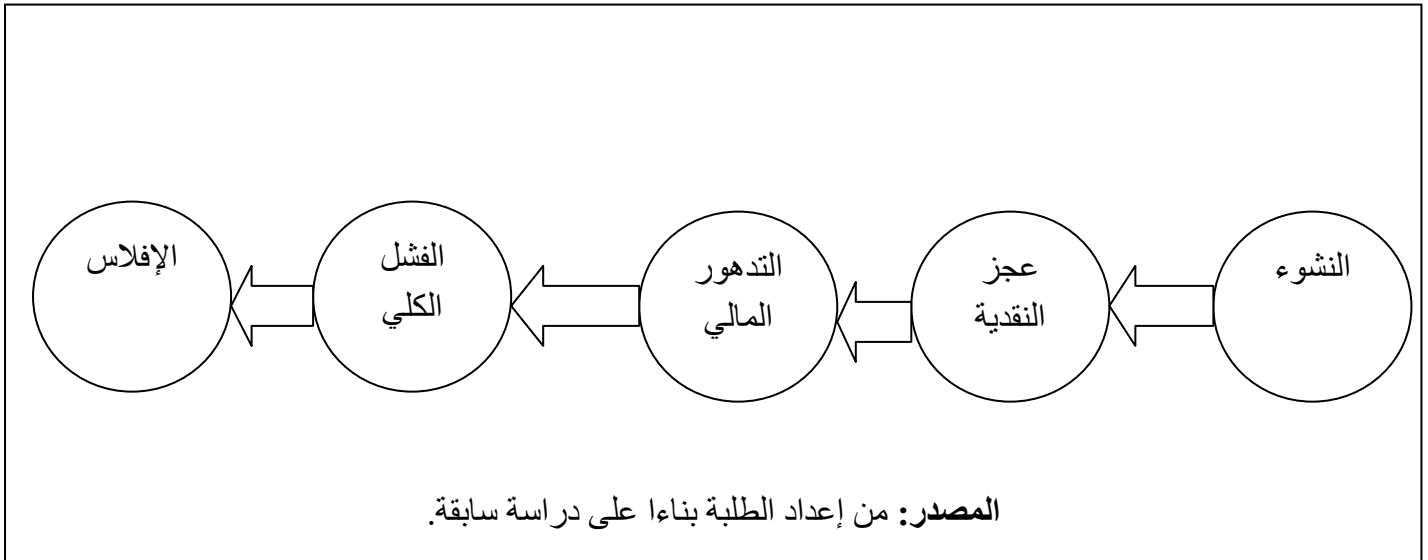 النشوء
عجز
النقدية
التدهور
المالي
الفشل
الكلي
الإفلاس
المصدر: من إعداد الطلبة بناءا على دراسة سابقة.